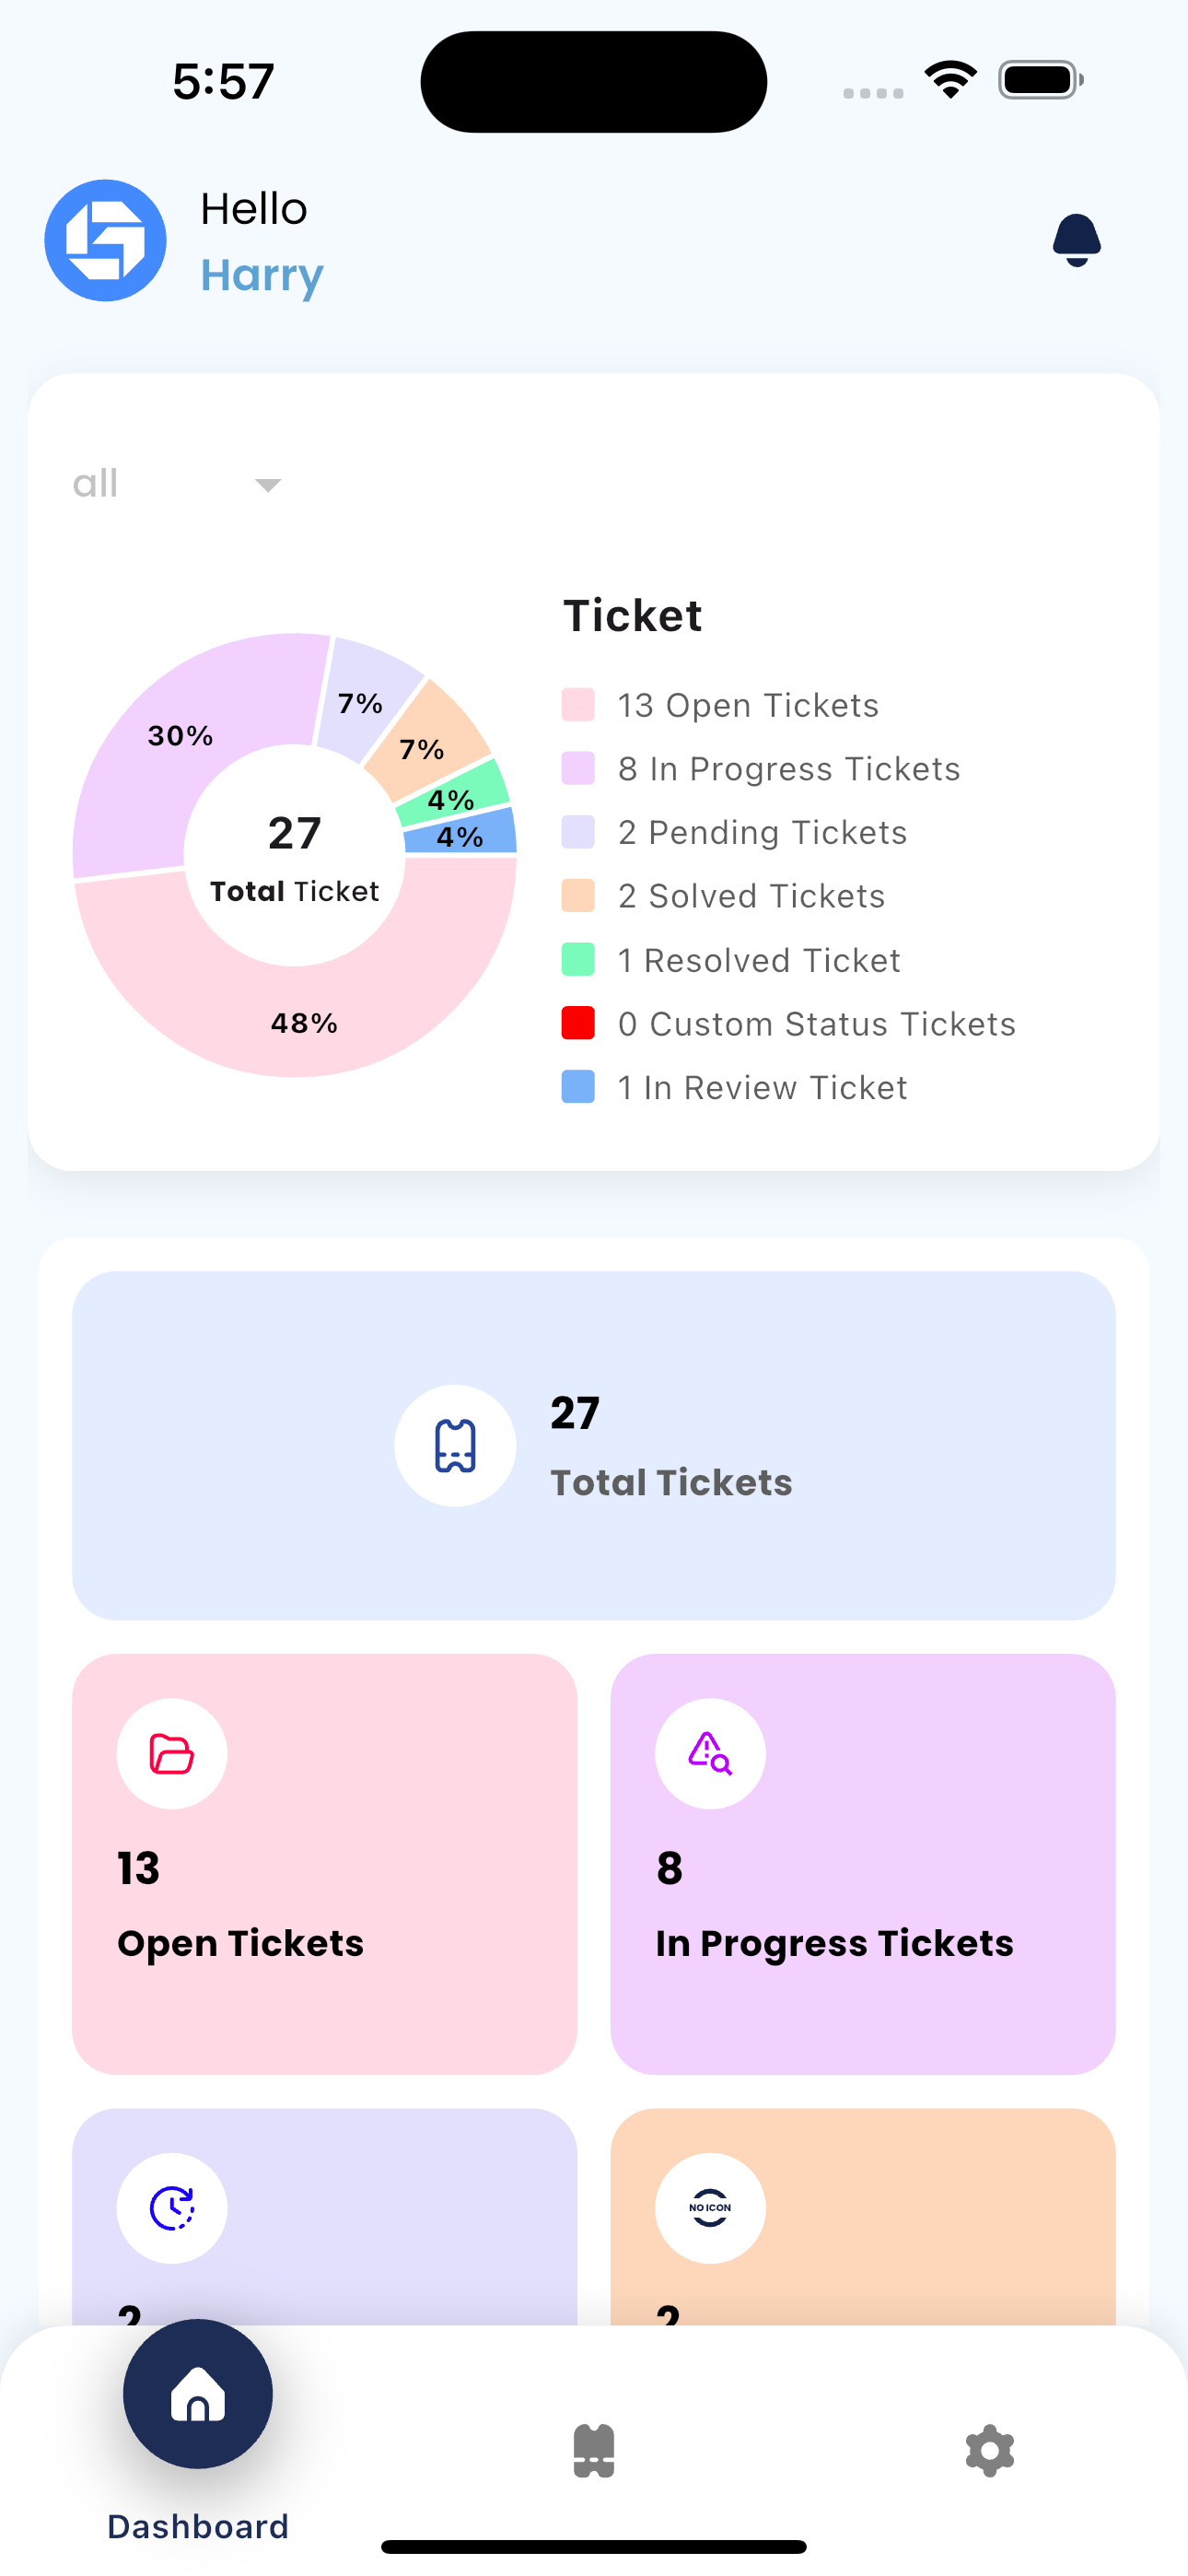 5:57
Hello
Harry
all
Ticket
13 Open Tickets
8 In Progress Tickets
2 Pending Tickets
2 Solved Tickets
1 Resolved Ticket
0 Custom Status Tickets
1 In Review Ticket
30%
7%
7%
4%
4%
48%
27
Total Ticket
27
Total Tickets
13
Open Tickets
8
In Progress Tickets
NO ICON
2
2
Dashboard